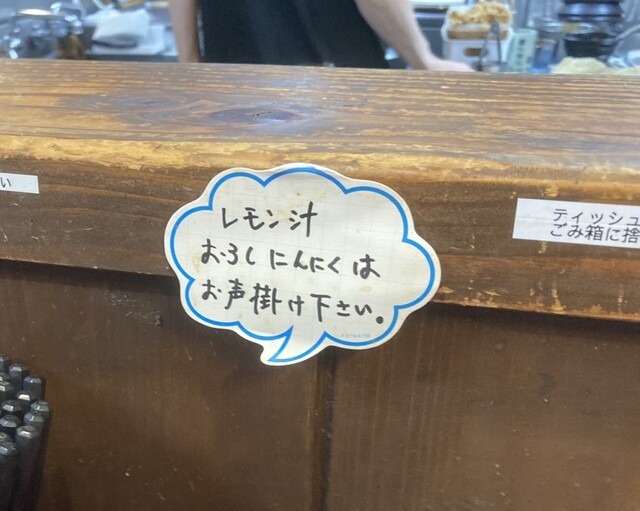 い
レモン汁
おろしにんにくは
お声掛け下さい。
ティッシュ
ごみ箱に捨